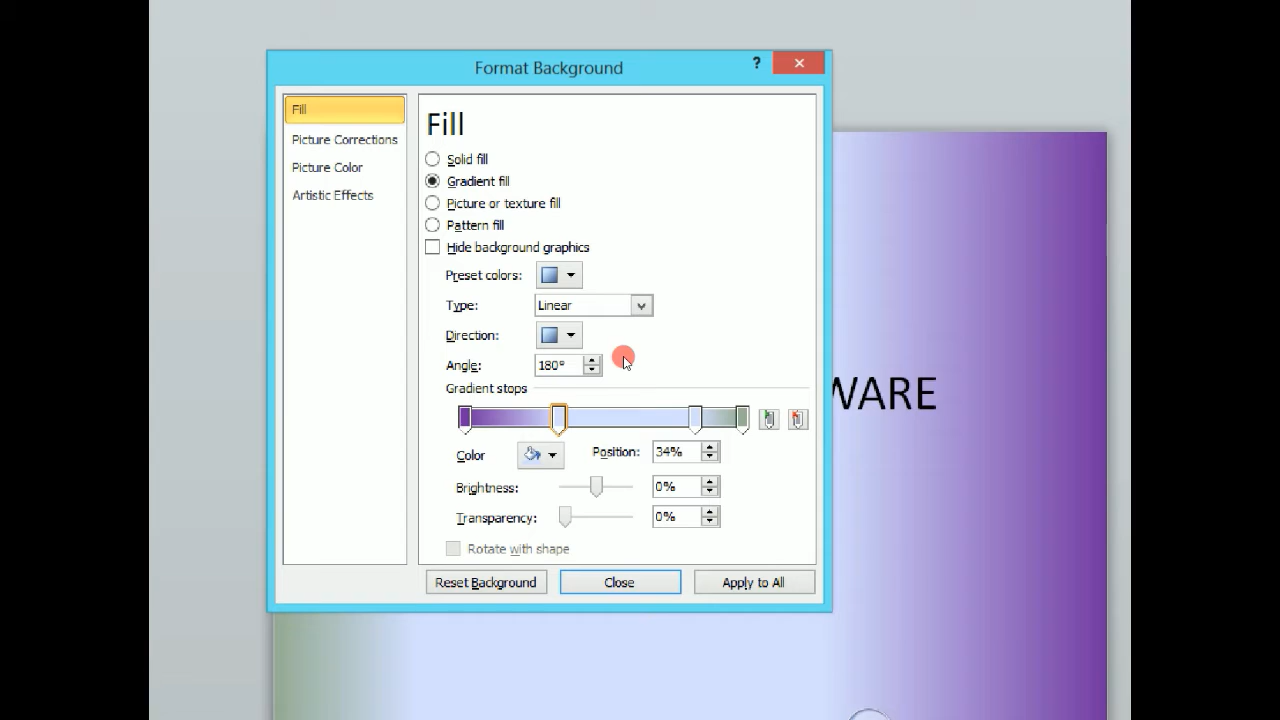 Format Background
?
Fill
Picture Corrections
Picture Color
Artistic Effects
Fill
Solid fill
Gradient fill
Picture or texture fill
Pattern fill
Hide background graphics
Preset colors:
Type: Linear
Direction:
Angle: 180°
Gradient stops
Color Position: 34%
Brightness: 0%
Transparency: 0%
Rotate with shape
Reset Background Close Apply to All
WARE